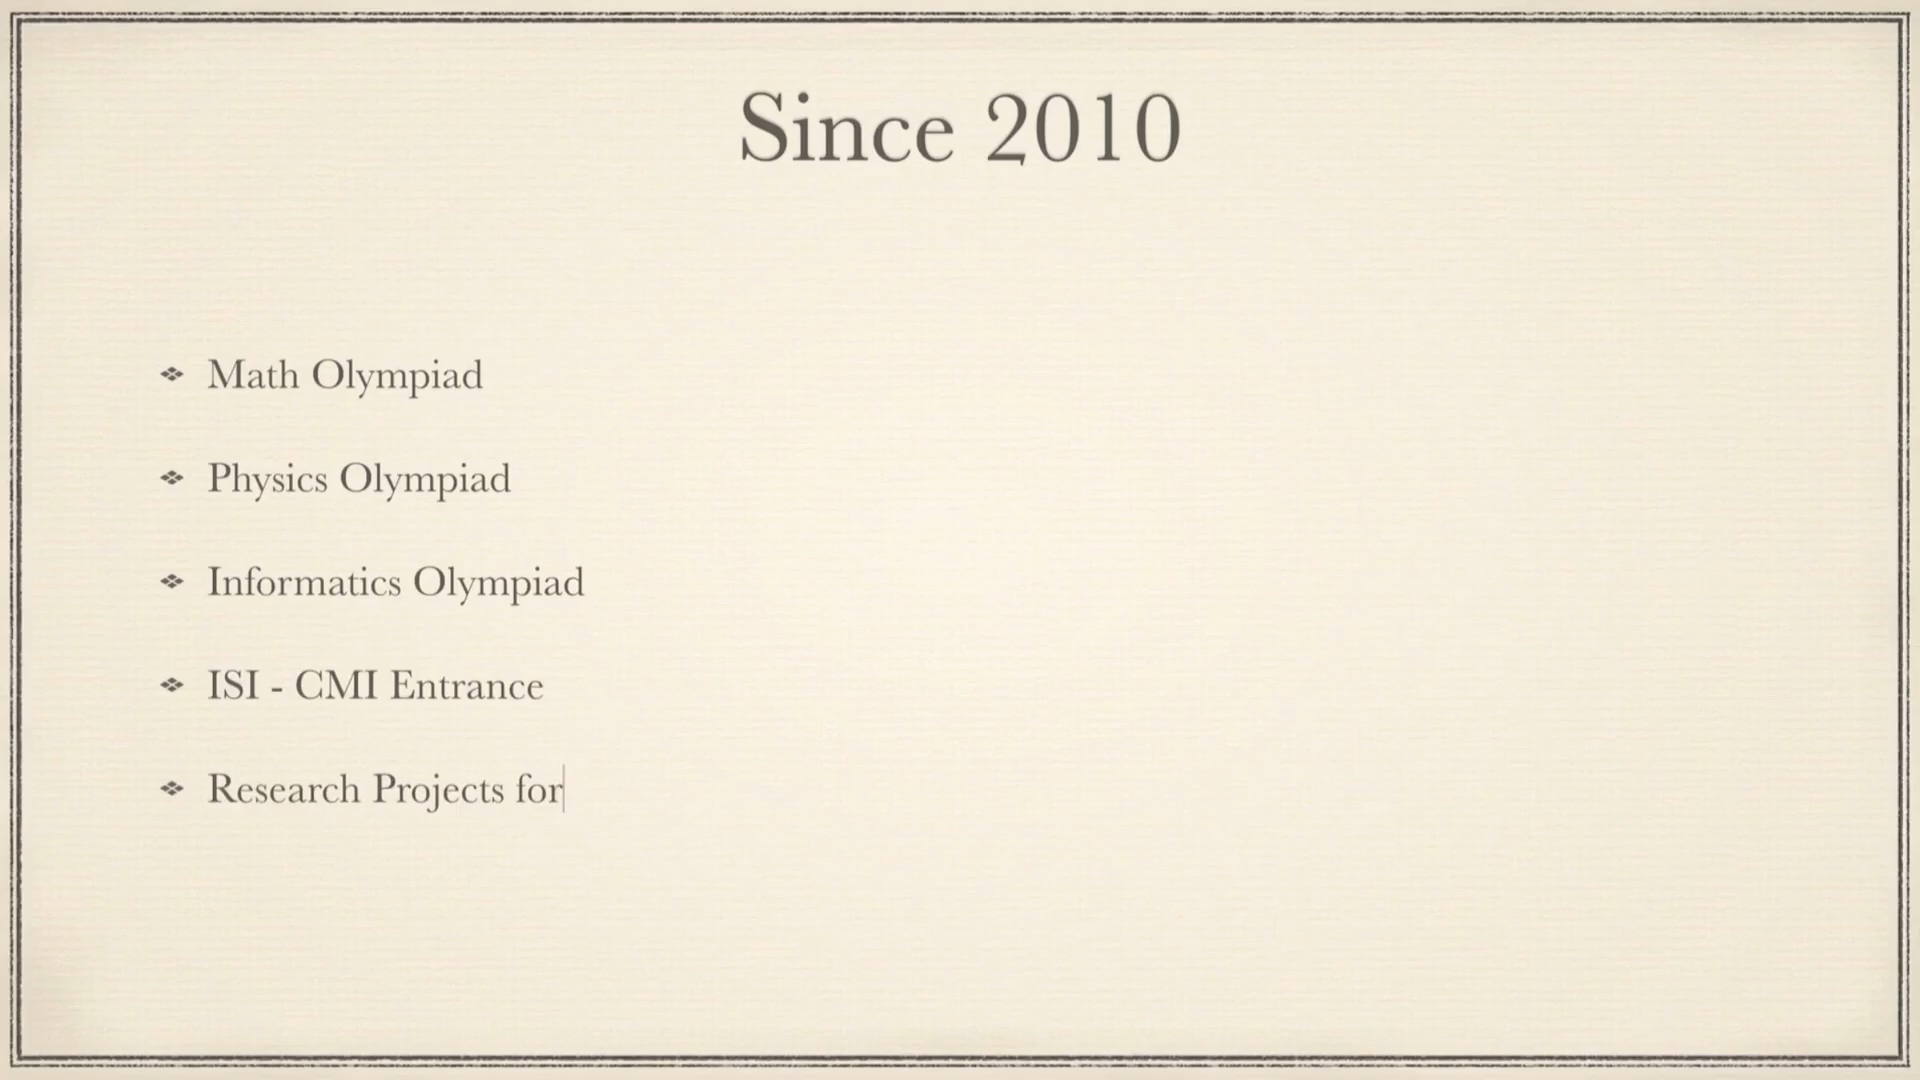 Since 2010
Math Olympiad
Physics Olympiad
Informatics Olympiad
ISI - CMI Entrance
Research Projects for